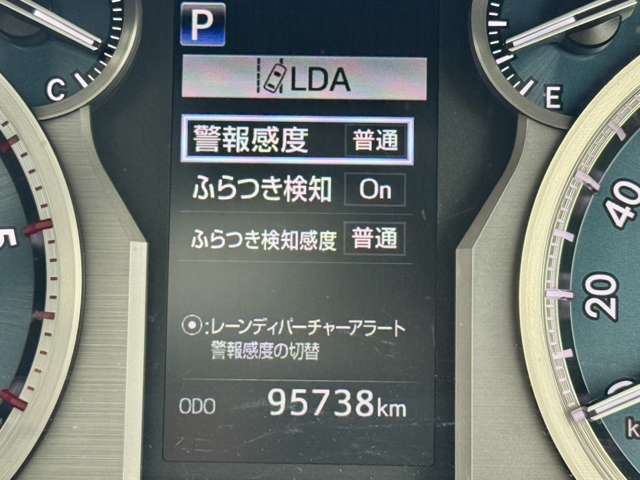 P
LDA
警報感度 普通
ふらつき検知 On
ふらつき検知感度 普通
:レーンディパーチャーアラート
警報感度の切替
ODO 95738km
C
E
5
40
20
0
k